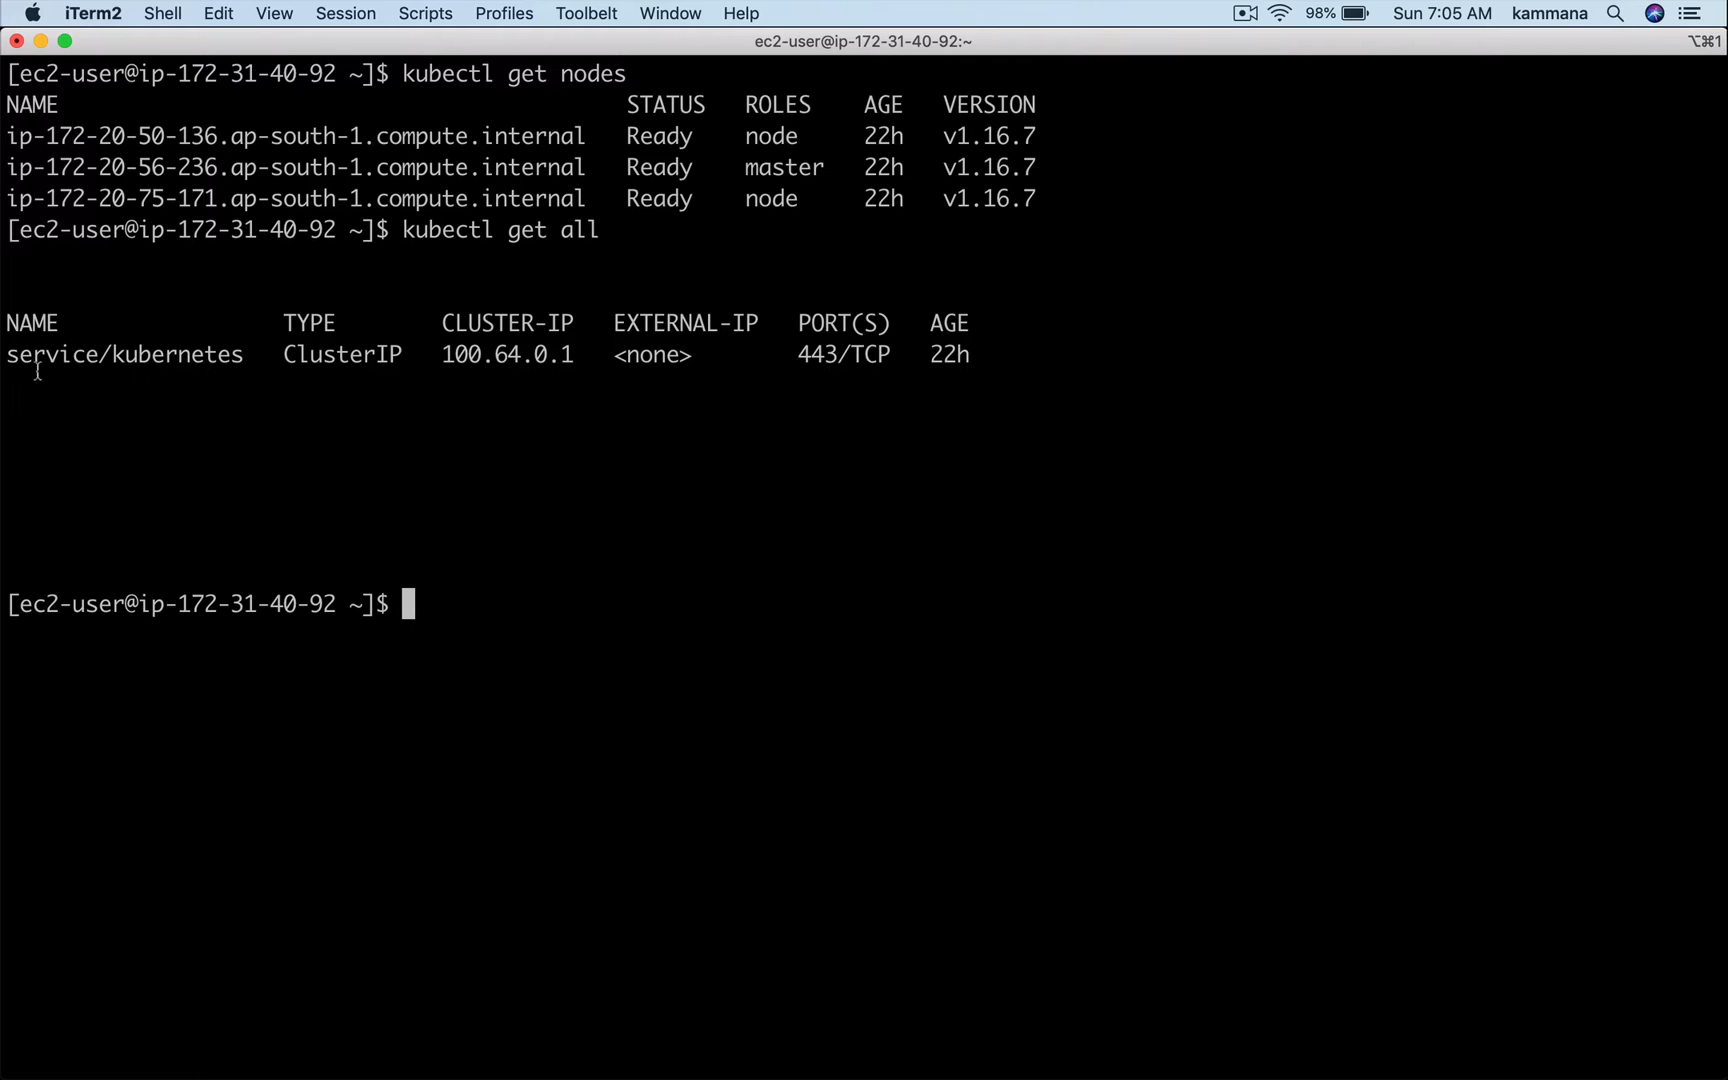 iTerm2 Shell Edit View Session Scripts Profiles Toolbelt Window Help 98% Sun 7:05 AM kammana
ec2-user@ip-172-31-40-92:~ ⌥⌘1
[ec2-user@ip-172-31-40-92 ~]$ kubectl get nodes
NAME STATUS ROLES AGE VERSION
ip-172-20-50-136.ap-south-1.compute.internal Ready node 22h v1.16.7
ip-172-20-56-236.ap-south-1.compute.internal Ready master 22h v1.16.7
ip-172-20-75-171.ap-south-1.compute.internal Ready node 22h v1.16.7
[ec2-user@ip-172-31-40-92 ~]$ kubectl get all
NAME TYPE CLUSTER-IP EXTERNAL-IP PORT(S) AGE
service/kubernetes ClusterIP 100.64.0.1 <none> 443/TCP 22h
[ec2-user@ip-172-31-40-92 ~]$